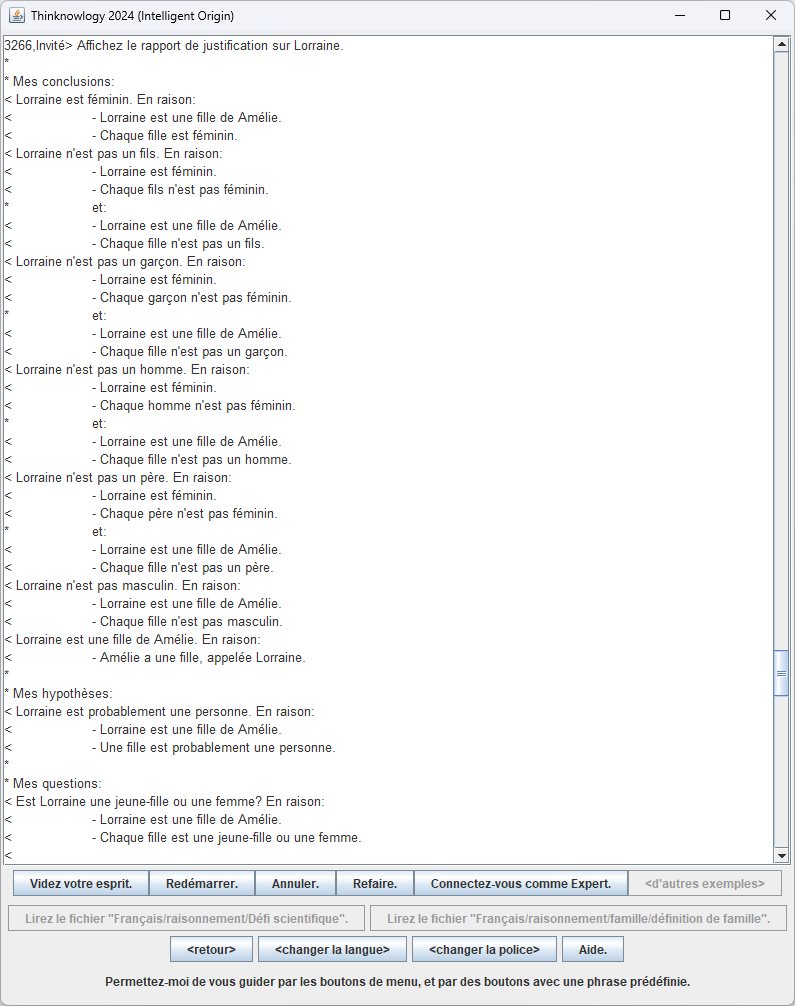 Thinknowlogy 2024 (Intelligent Origin)
3266,Invité> Affichez le rapport de justification sur Lorraine.
*
* Mes conclusions:
< Lorraine est féminin. En raison:
< - Lorraine est une fille de Amélie.
< - Chaque fille est féminin.
< Lorraine n'est pas un fils. En raison:
< - Lorraine est féminin.
< - Chaque fils n'est pas féminin.
* et:
< - Lorraine est une fille de Amélie.
< - Chaque fille n'est pas un fils.
< Lorraine n'est pas un garçon. En raison:
< - Lorraine est féminin.
< - Chaque garçon n'est pas féminin.
* et:
< - Lorraine est une fille de Amélie.
< - Chaque fille n'est pas un garçon.
< Lorraine n'est pas un homme. En raison:
< - Lorraine est féminin.
< - Chaque homme n'est pas féminin.
* et:
< - Lorraine est une fille de Amélie.
< - Chaque fille n'est pas un homme.
< Lorraine n'est pas un père. En raison:
< - Lorraine est féminin.
< - Chaque père n'est pas féminin.
* et:
< - Lorraine est une fille de Amélie.
< - Chaque fille n'est pas un père.
< Lorraine n'est pas masculin. En raison:
< - Lorraine est une fille de Amélie.
< - Chaque fille n'est pas masculin.
< Lorraine est une fille de Amélie. En raison:
< - Amélie a une fille, appelée Lorraine.
*
* Mes hypothèses:
< Lorraine est probablement une personne. En raison:
< - Lorraine est une fille de Amélie.
< - Une fille est probablement une personne.
*
* Mes questions:
< Est Lorraine une jeune-fille ou une femme? En raison:
< - Lorraine est une fille de Amélie.
< - Chaque fille est une jeune-fille ou une femme.
<
Videz votre esprit. Redémarrer. Annuler. Refaire. Connectez-vous comme Expert. <d'autres exemples>
Lirez le fichier "Français/raisonnement/Défi scientifique". Lirez le fichier "Français/raisonnement/famille/définition de famille".
<retour> <changer la langue> <changer la police> Aide.
Permettez-moi de vous guider par les boutons de menu, et par des boutons avec une phrase prédéfinie.